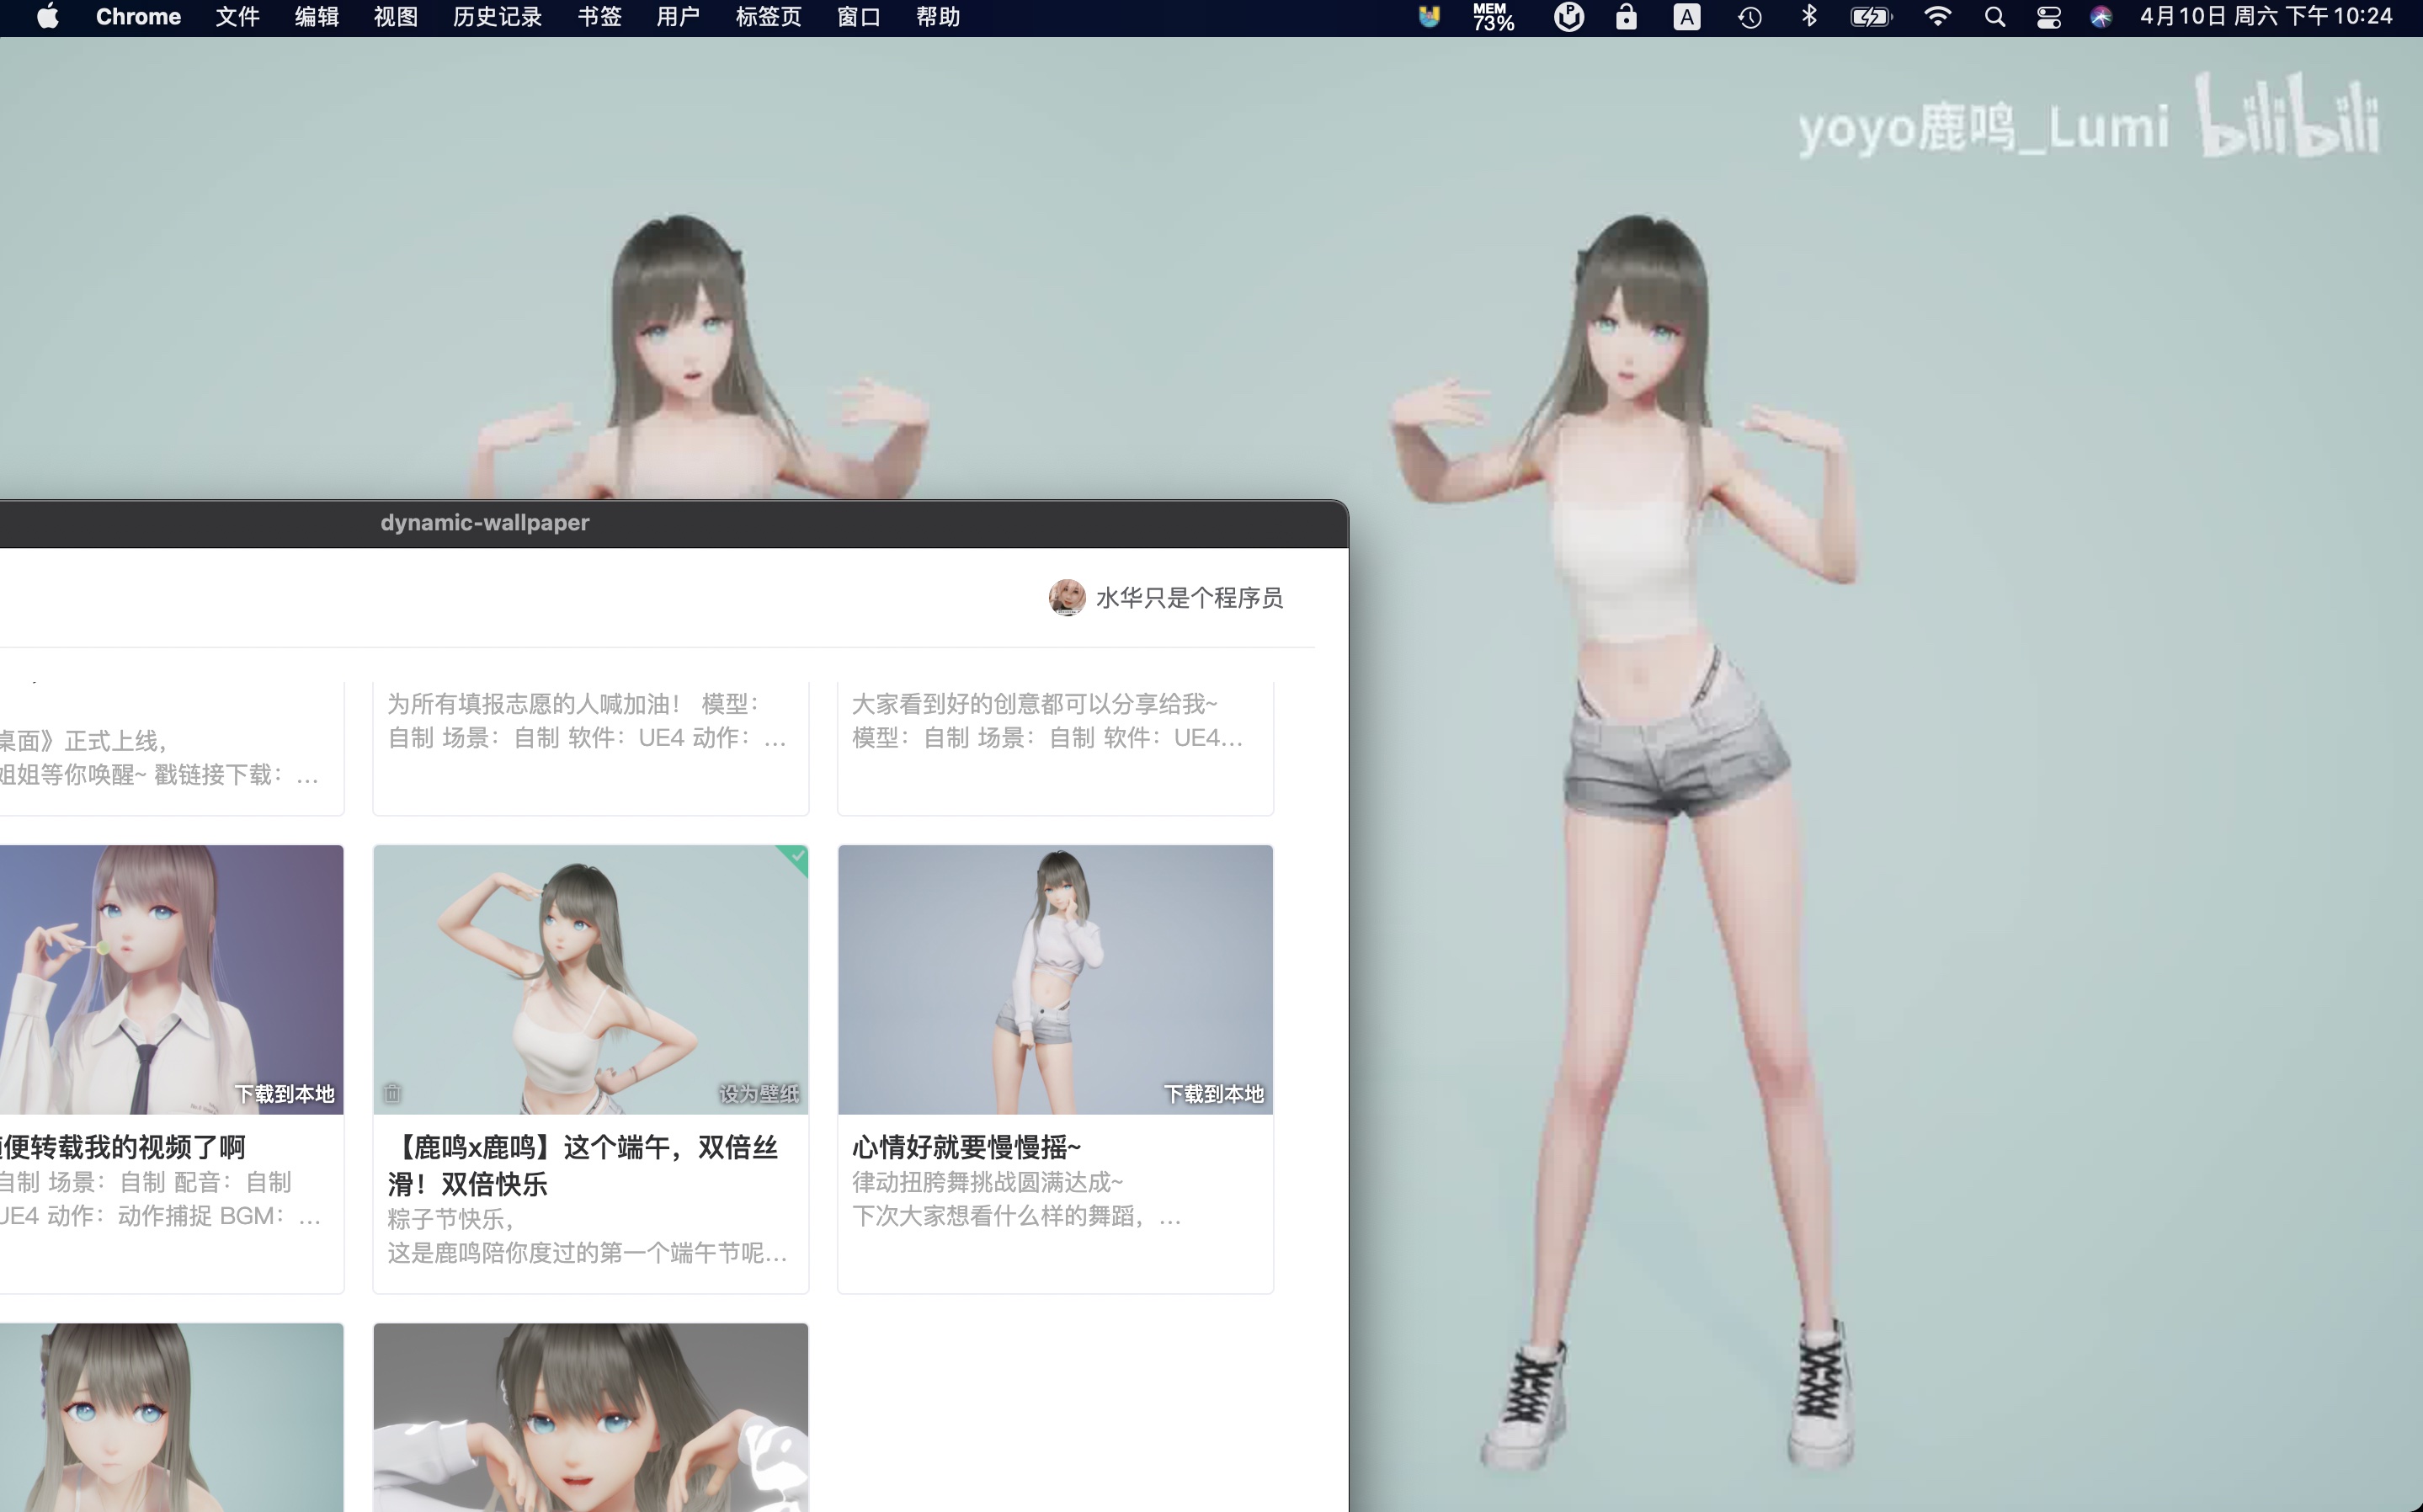 Chrome 文件 编辑 视图 历史记录 书签 用户 标签页 窗口 帮助
MEM
73%
A
4月10日 周六 下午10:24
yoyo鹿鸣_Lumi bilibili
dynamic-wallpaper
水华只是个程序员
桌面》正式上线，
姐姐等你唤醒~ 戳链接下载：…
为所有填报志愿的人喊加油！ 模型：
自制 场景：自制 软件：UE4 动作：…
大家看到好的创意都可以分享给我~
模型：自制 场景：自制 软件：UE4…
下载到本地
便转载我的视频了啊
自制 场景：自制 配音：自制
UE4 动作：动作捕捉 BGM：…
设为壁纸
【鹿鸣x鹿鸣】这个端午，双倍丝
滑！双倍快乐
粽子节快乐，
这是鹿鸣陪你度过的第一个端午节呢…
下载到本地
心情好就要慢慢摇~
律动扭胯舞挑战圆满达成~
下次大家想看什么样的舞蹈，…